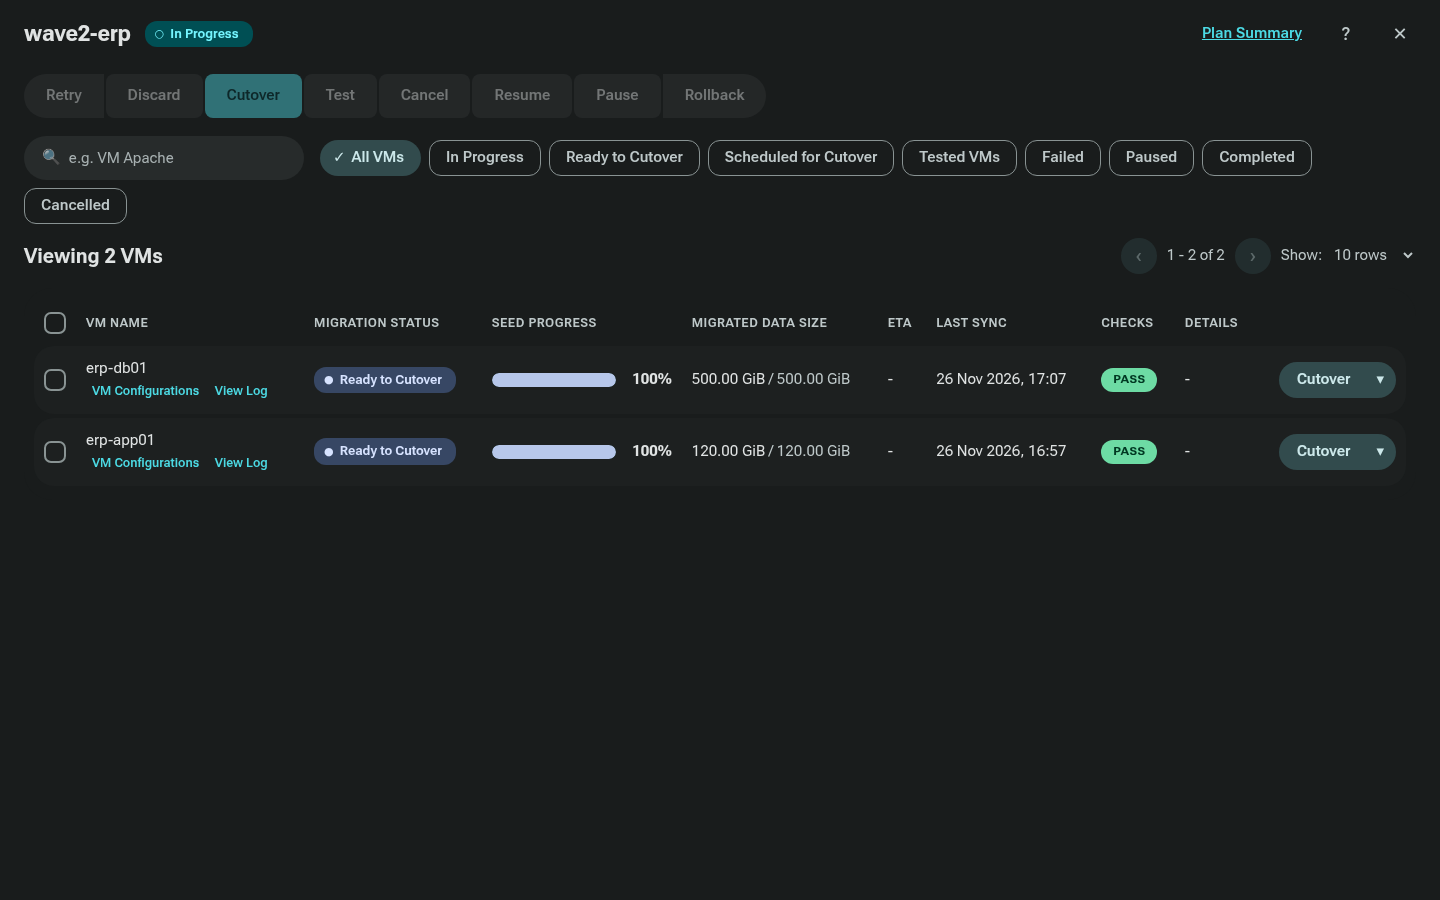 wave2-erp In Progress Plan Summary ? ✕
Retry Discard Cutover Test Cancel Resume Pause Rollback
e.g. VM Apache ✓ All VMs In Progress Ready to Cutover Scheduled for Cutover Tested VMs Failed Paused Completed
Cancelled
Viewing 2 VMs ‹ 1 - 2 of 2 › Show: 10 rows
VM NAME MIGRATION STATUS SEED PROGRESS MIGRATED DATA SIZE ETA LAST SYNC CHECKS DETAILS
erp-db01
VM Configurations View Log Ready to Cutover 100% 500.00 GiB / 500.00 GiB - 26 Nov 2026, 17:07 PASS - Cutover ▾
erp-app01
VM Configurations View Log Ready to Cutover 100% 120.00 GiB / 120.00 GiB - 26 Nov 2026, 16:57 PASS - Cutover ▾